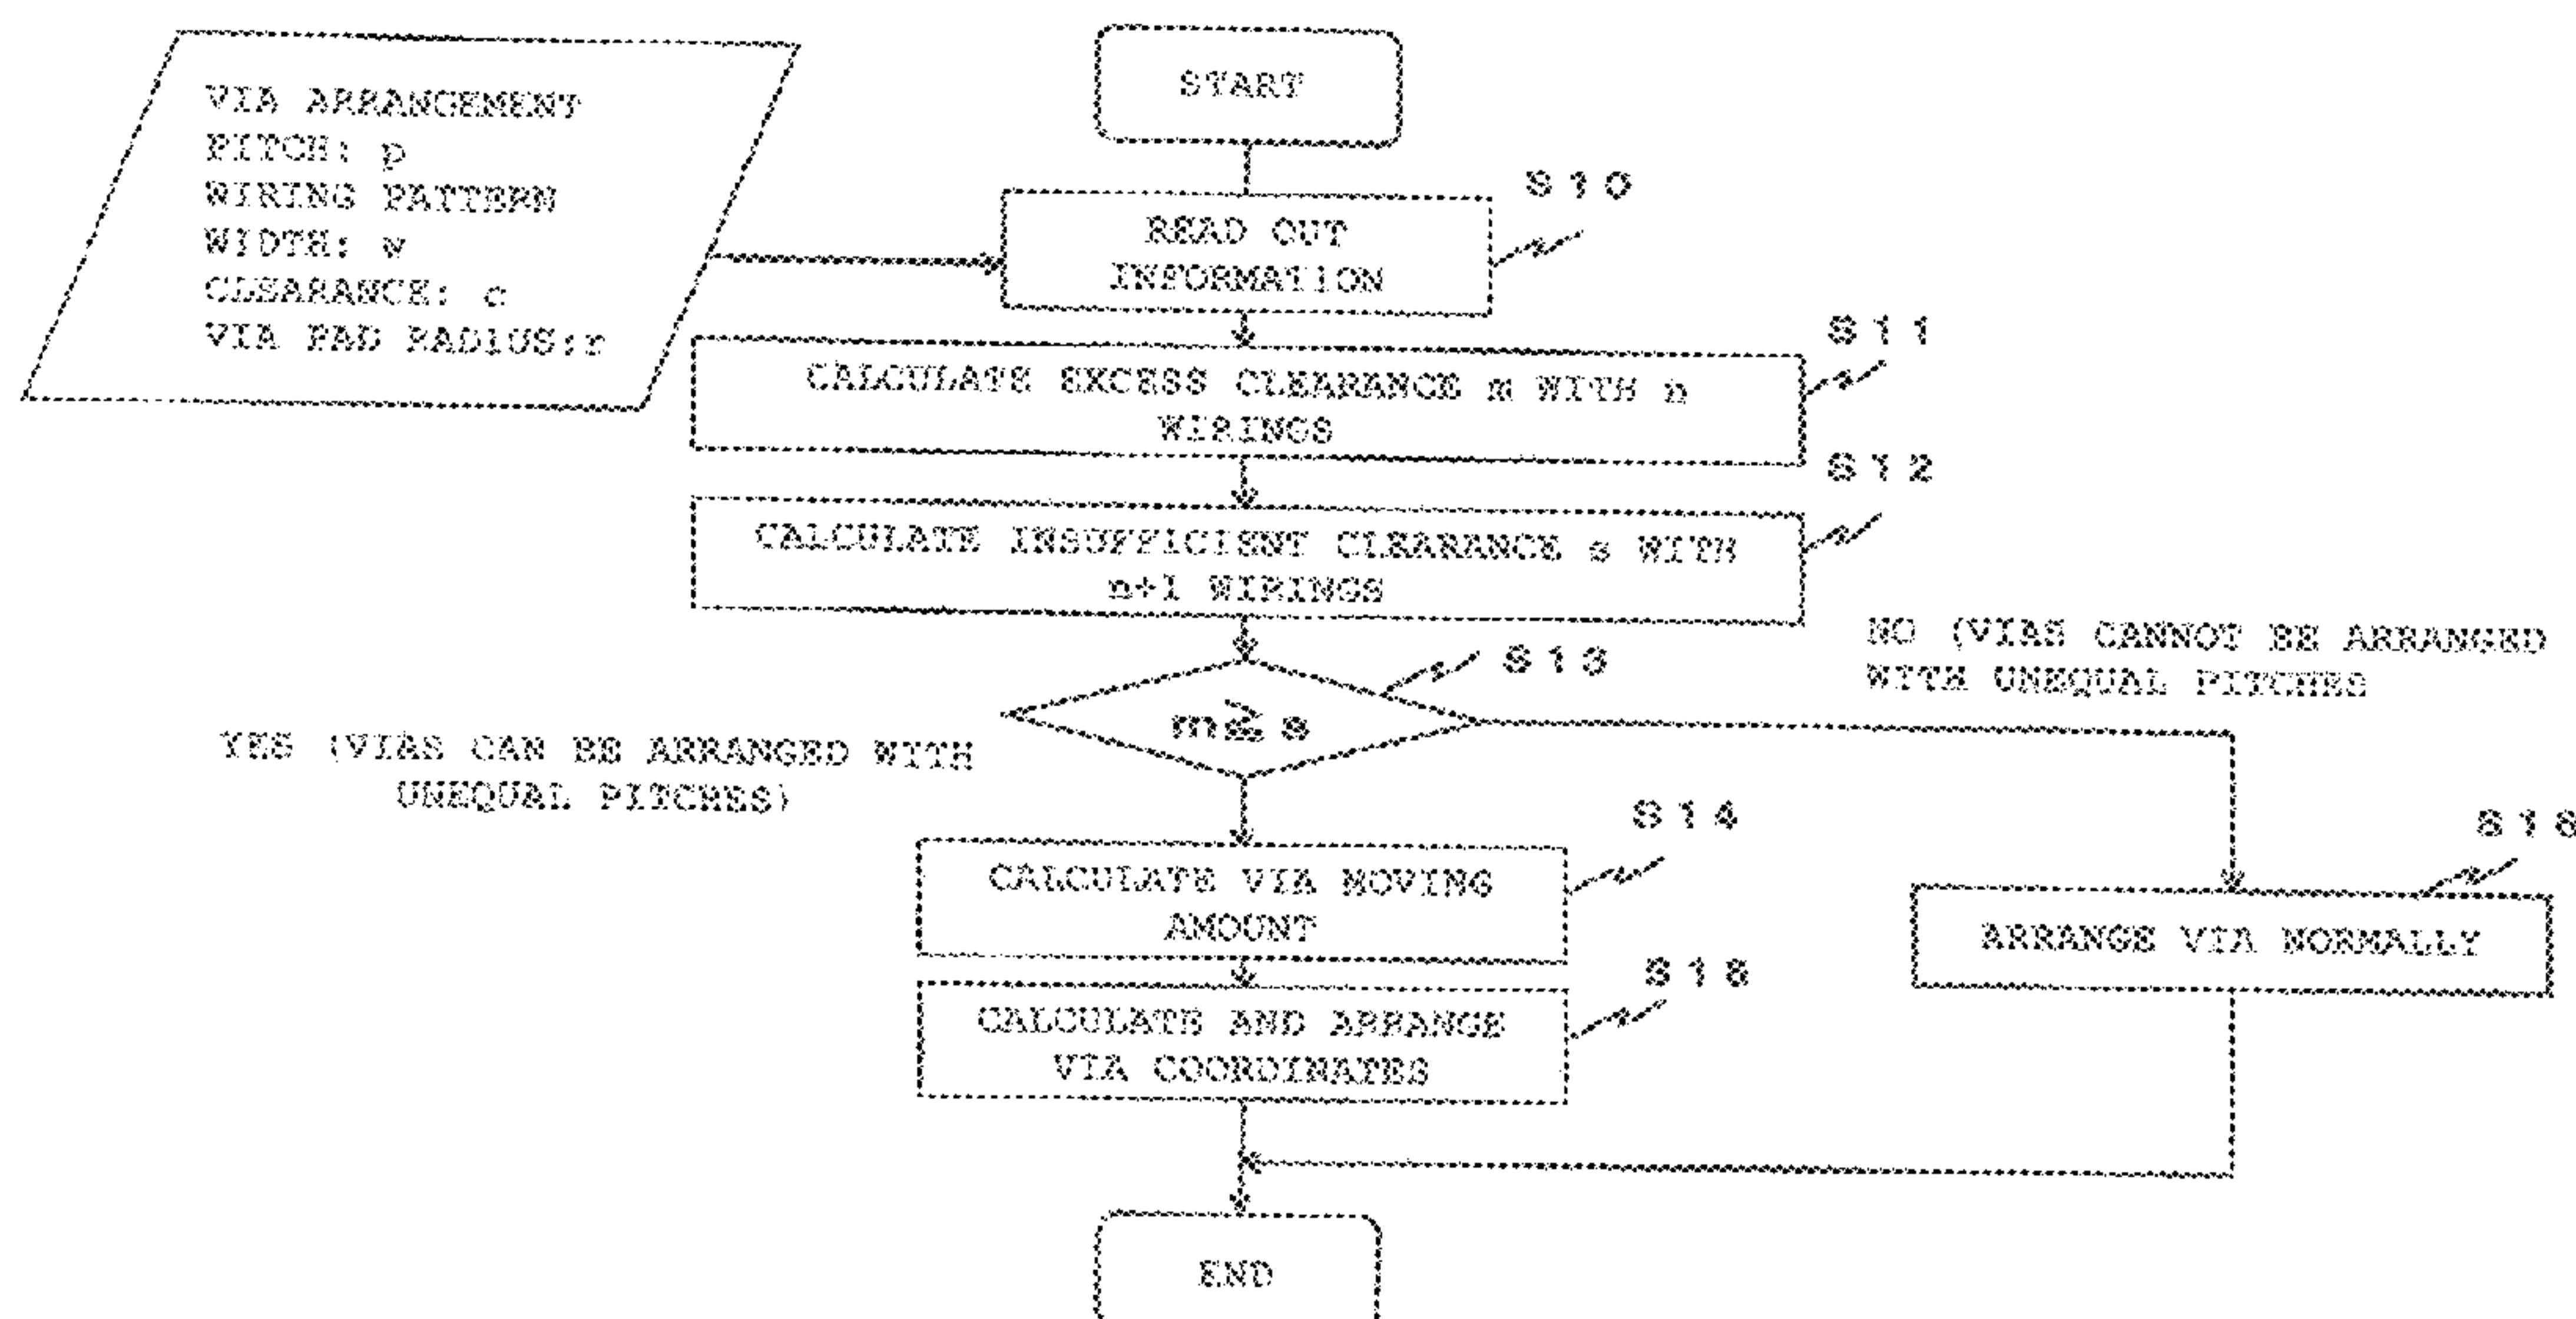 VIA ARRANGEMENT
PITCH: p
WIRING PATTERN
WIDTH: w
CLEARANCE: c
VIA PAD RADIUS:r
START
S10
READ OUT
INFORMATION
S11
CALCULATE EXCESS CLEARANCE m WITH n
WIRINGS
S12
CALCULATE INSUFFICIENT CLEARANCE s WITH
n+1 WIRINGS
S13
m≧s
NO (VIAS CANNOT BE ARRANGED
WITH UNEQUAL PITCHES
YES (VIAS CAN BE ARRANGED WITH
UNEQUAL PITCHES)
S14
CALCULATE VIA MOVING
AMOUNT
S16
ARRANGE VIA NORMALLY
S15
CALCULATE AND ARRANGE
VIA COORDINATES
END